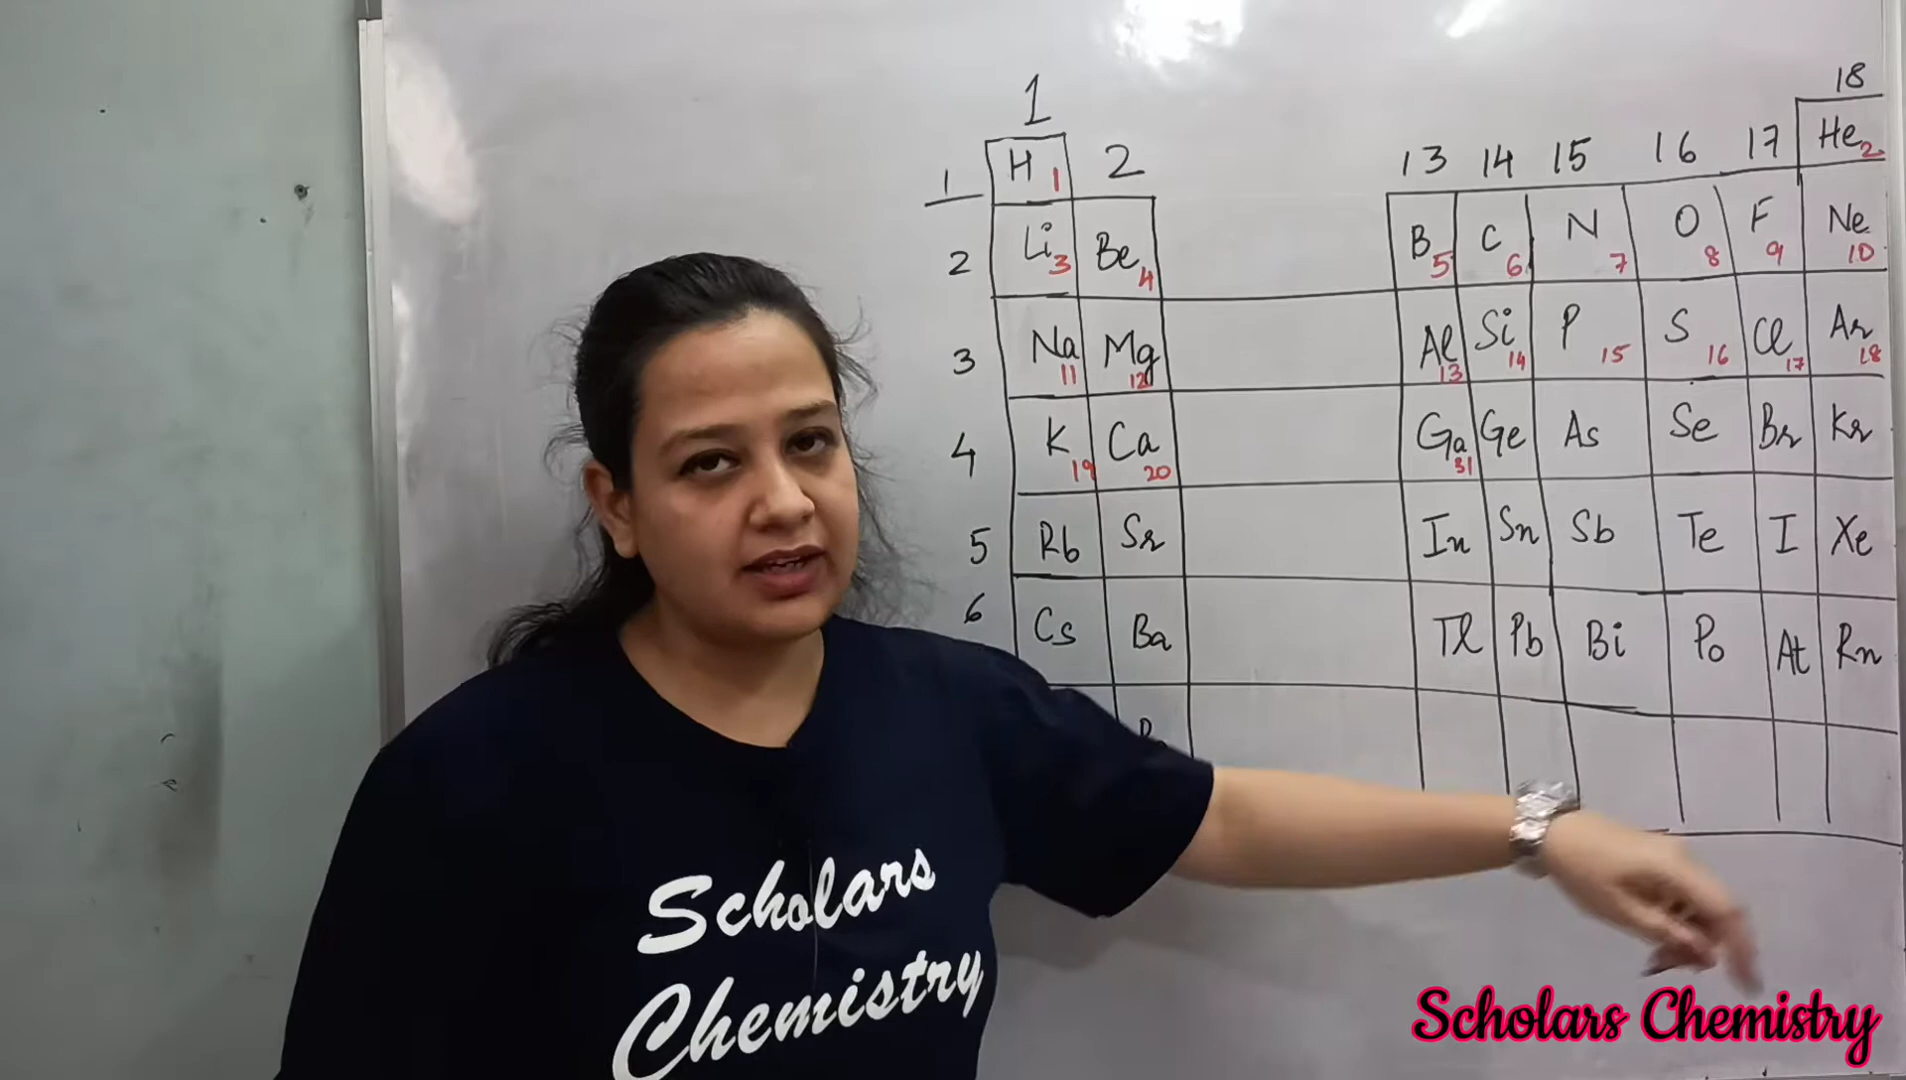 1
18
1 H 1 2 13 14 15 16 17 He 2
2 Li 3 Be 4 B 5 C 6 N 7 O 8 F 9 Ne 10
3 Na 11 Mg 12 Al 13 Si 14 P 15 S 16 Cl 17 Ar 18
4 K 19 Ca 20 Ga 31 Ge As Se Br Kr
5 Rb Sr In Sn Sb Te I Xe
6 Cs Ba Tl Pb Bi Po At Rn
Scholars
Chemistry
Scholars Chemistry